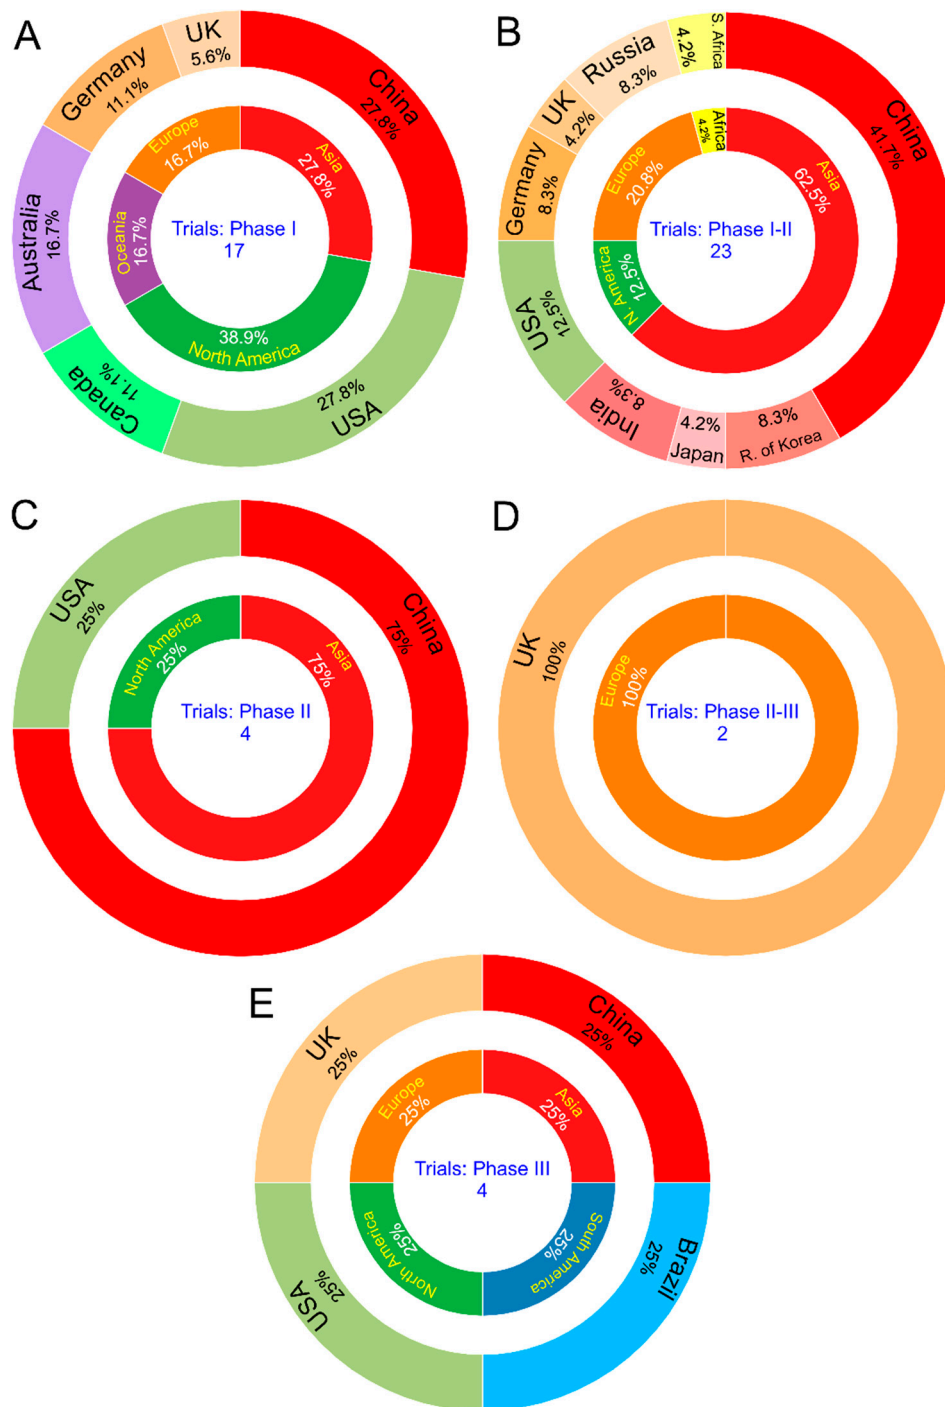 A
UK
5.6%
China
27.8%
USA
27.8%
Canada
11.1%
Australia
16.7%
Germany
11.1%
Asia
27.8%
38.9%
North America
Oceania
16.7%
Europe
16.7%
Trials: Phase I
17
B
S. Africa
4.2%
China
41.7%
8.3%
R. of Korea
4.2%
Japan
India
8.3%
USA
12.5%
Germany
8.3%
UK
4.2%
Russia
8.3%
Africa
4.2%
Asia
62.5%
N. America
12.5%
Europe
20.8%
Trials: Phase I-II
23
C
USA
25%
China
75%
North America
25%
Asia
75%
Trials: Phase II
4
D
UK
100%
Europe
100%
Trials: Phase II-III
2
E
UK
25%
China
25%
Brazil
25%
USA
25%
Europe
25%
Asia
25%
South America
25%
North America
25%
Trials: Phase III
4